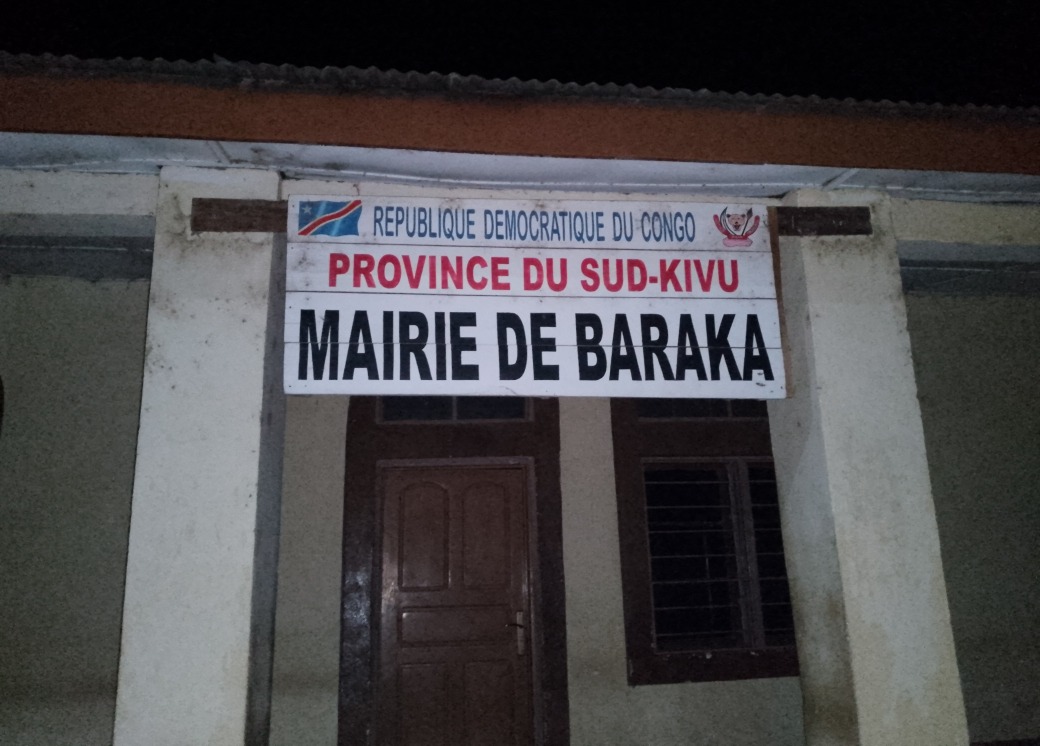 REPUBLIQUE DEMOCRATIQUE DU CONGO
PROVINCE DU SUD-KIVU
MAIRIE DE BARAKA